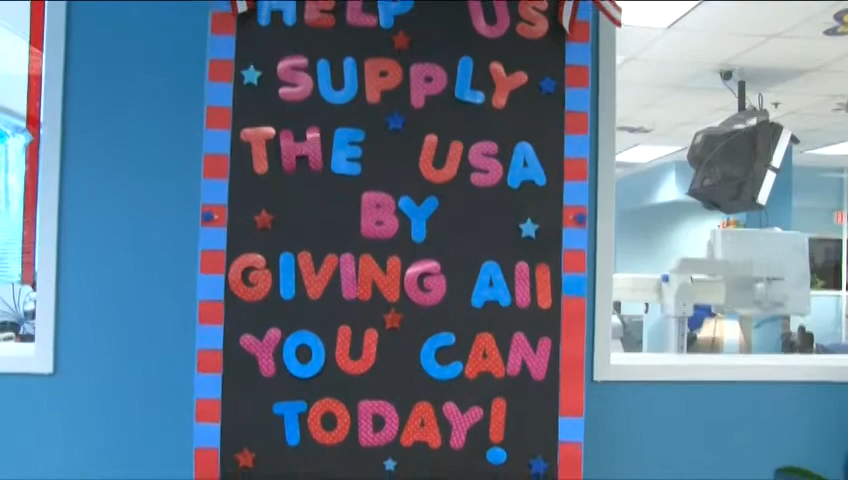 HELP US
SUPPLY
THE USA
BY
GIVING All
YOU CAN
TODAY!